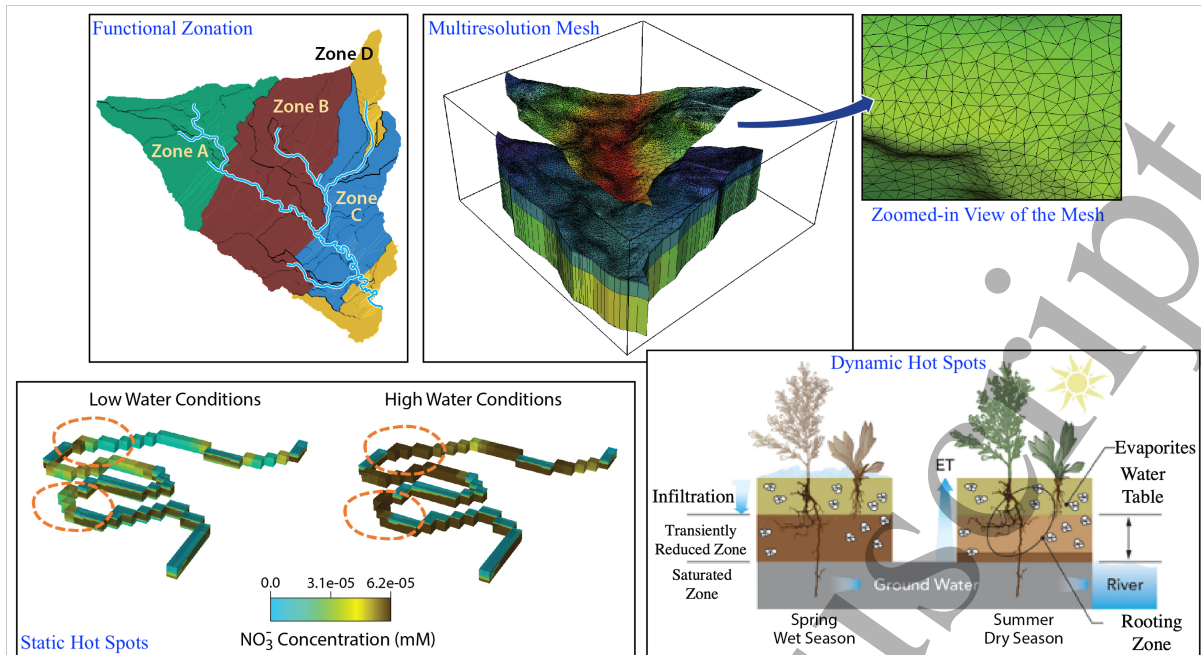 Functional Zonation
Zone D
Zone B
Zone A
Zone
C
Multiresolution Mesh
Zoomed-in View of the Mesh
Low Water Conditions
High Water Conditions
0.0
3.1e-05
6.2e-05
NO₃⁻ Concentration (mM)
Static Hot Spots
Dynamic Hot Spots
Infiltration
Transiently
Reduced Zone
Saturated
Zone
ET
Evaporites
Water
Table
Ground Water
River
Spring
Wet Season
Summer
Dry Season
Rooting
Zone
script